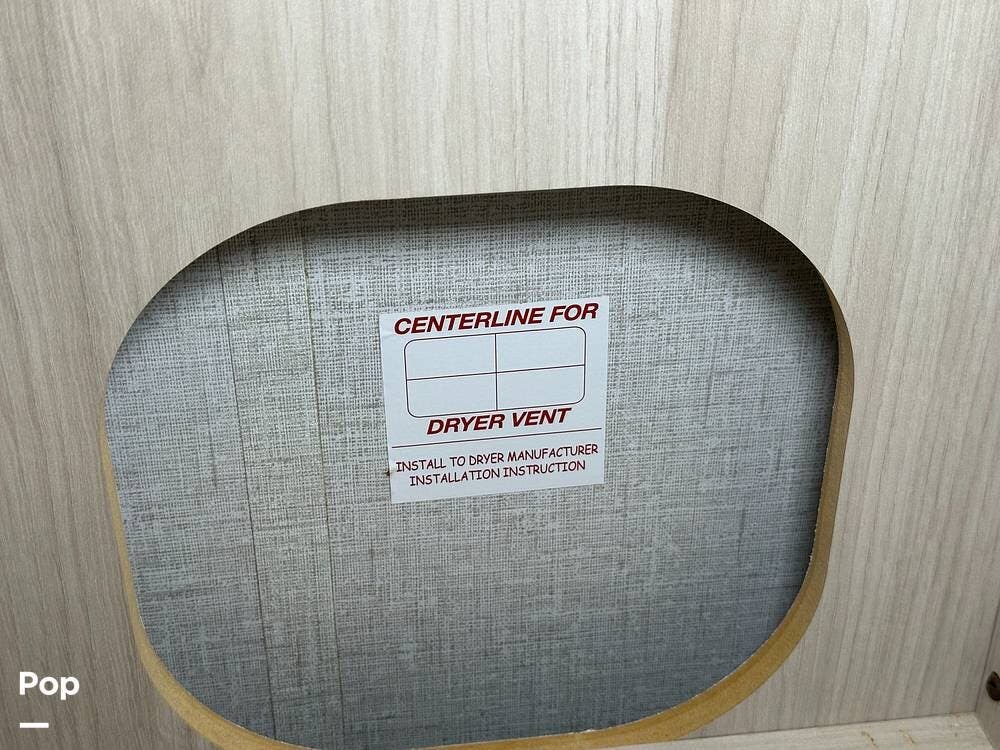 CENTERLINE FOR
DRYER VENT
INSTALL TO DRYER MANUFACTURER
INSTALLATION INSTRUCTION
Pop